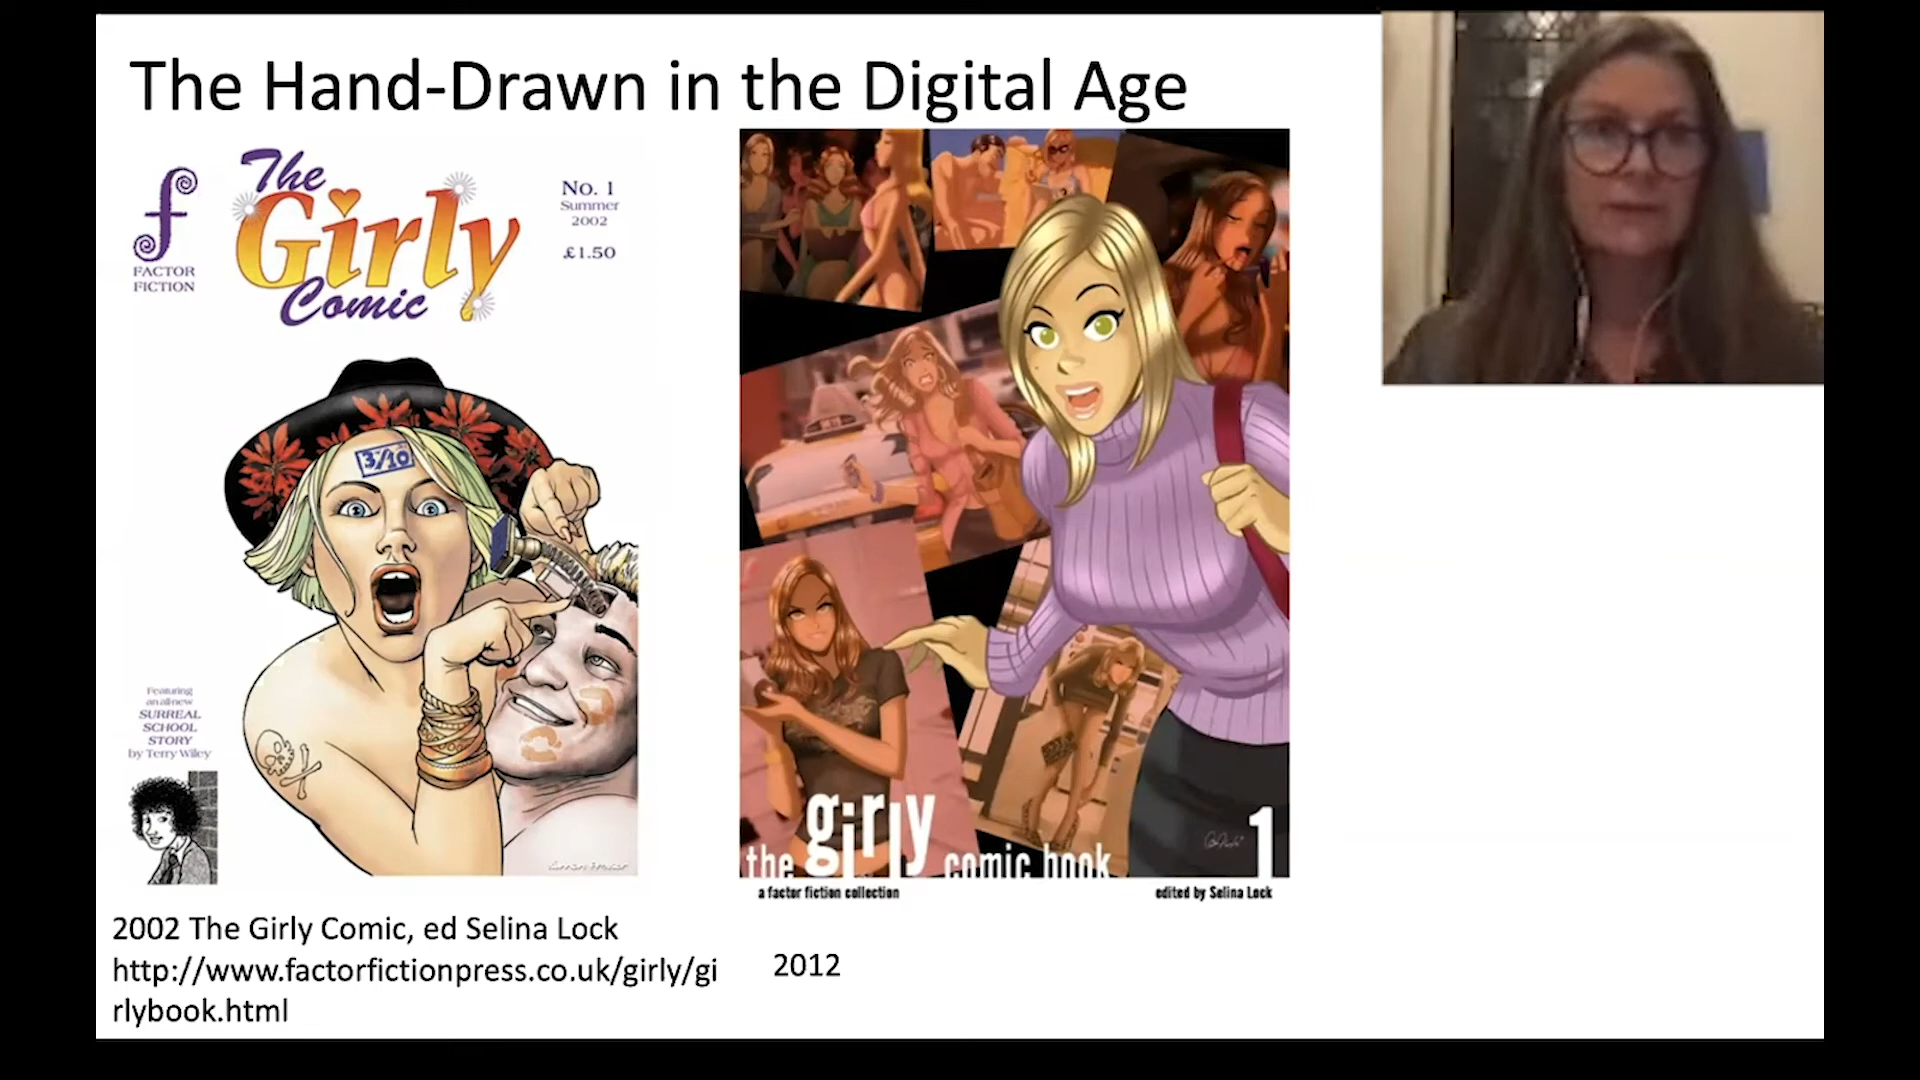 The Hand-Drawn in the Digital Age
The
Girly
Comic
FACTOR
FICTION
No. 1
Summer
2002
£1.50
3/10
Featuring
an all-new
SURREAL
SCHOOL
STORY
by Terry Wiley
the girly comic book 1
a factor fiction collection
edited by Selina Lock
2002 The Girly Comic, ed Selina Lock
http://www.factorfictionpress.co.uk/girly/gi
rlybook.html
2012